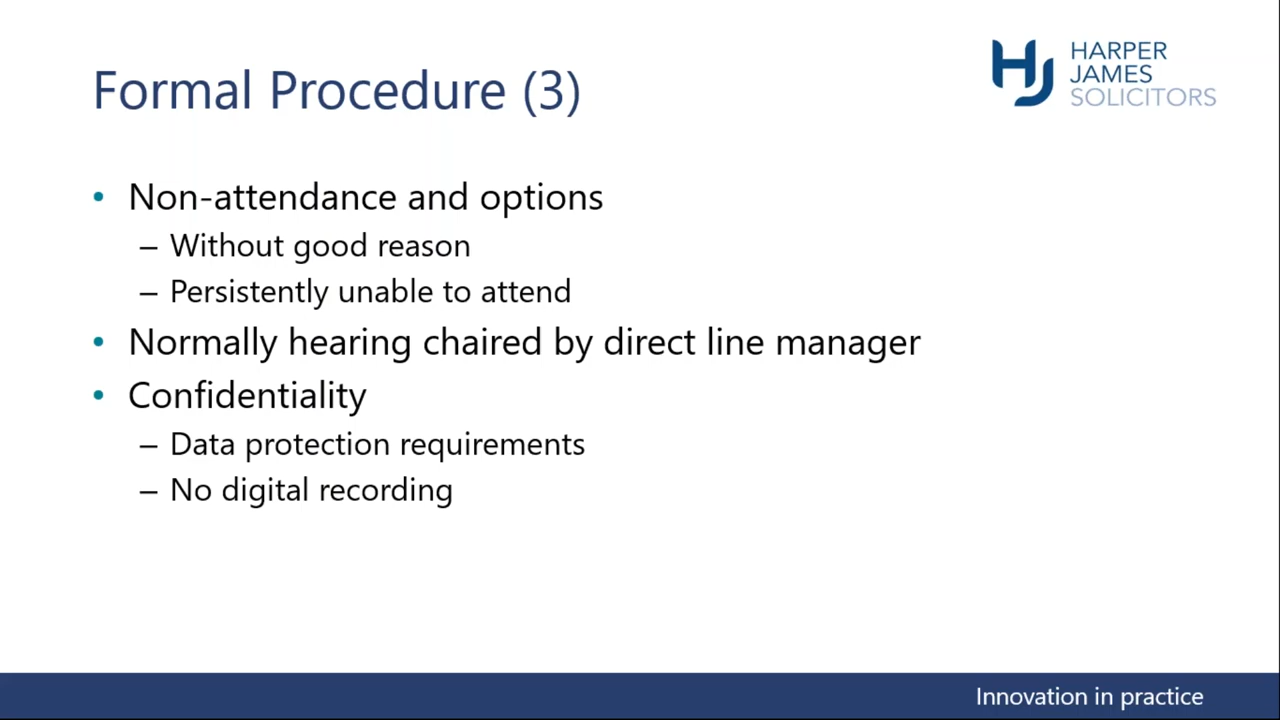 HARPER
JAMES
SOLICITORS
Formal Procedure (3)
• Non-attendance and options
– Without good reason
– Persistently unable to attend
• Normally hearing chaired by direct line manager
• Confidentiality
– Data protection requirements
– No digital recording
Innovation in practice